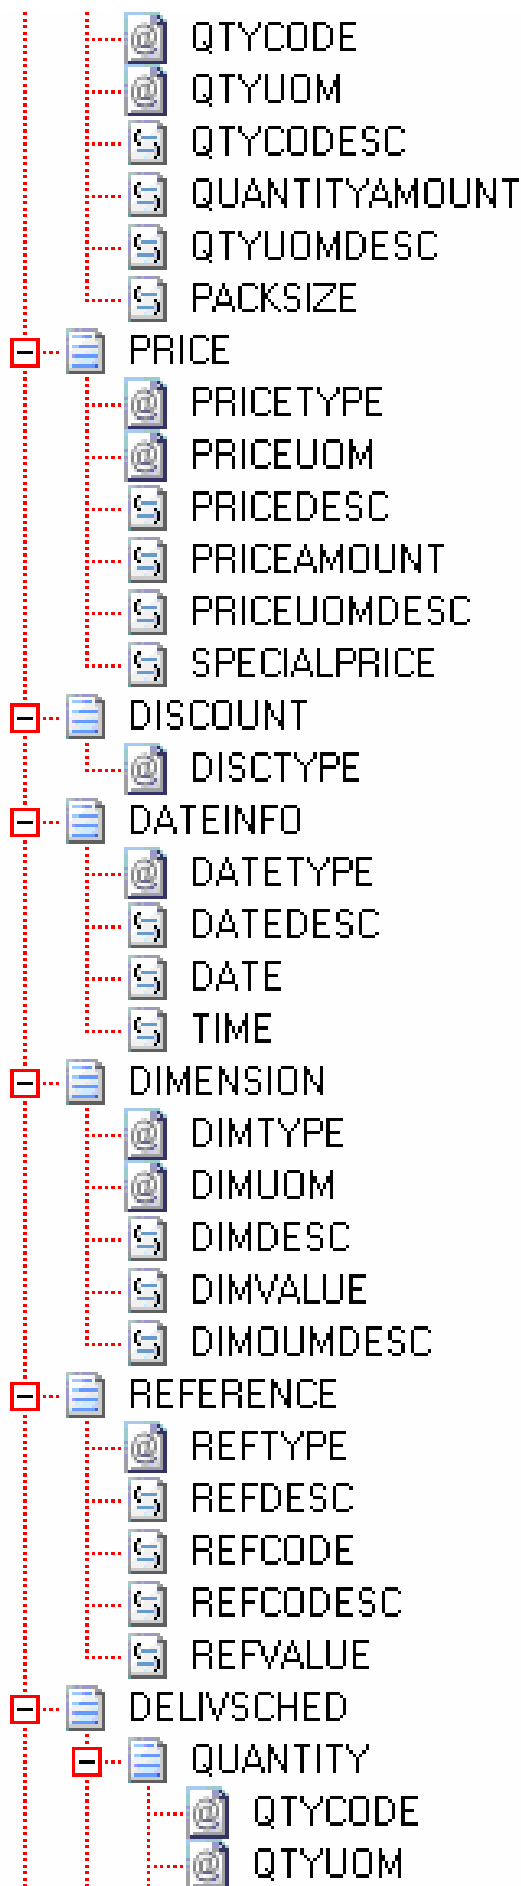 QTYCODE
QTYUOM
QTYCODESC
QUANTITYAMOUNT
QTYUOMDESC
PACKSIZE
PRICE
PRICETYPE
PRICEUOM
PRICEDESC
PRICEAMOUNT
PRICEUOMDESC
SPECIALPRICE
DISCOUNT
DISCTYPE
DATEINFO
DATETYPE
DATEDESC
DATE
TIME
DIMENSION
DIMTYPE
DIMUOM
DIMDESC
DIMVALUE
DIMOUMDESC
REFERENCE
REFTYPE
REFDESC
REFCODE
REFCODESC
REFVALUE
DELIVSCHED
QUANTITY
QTYCODE
QTYUOM